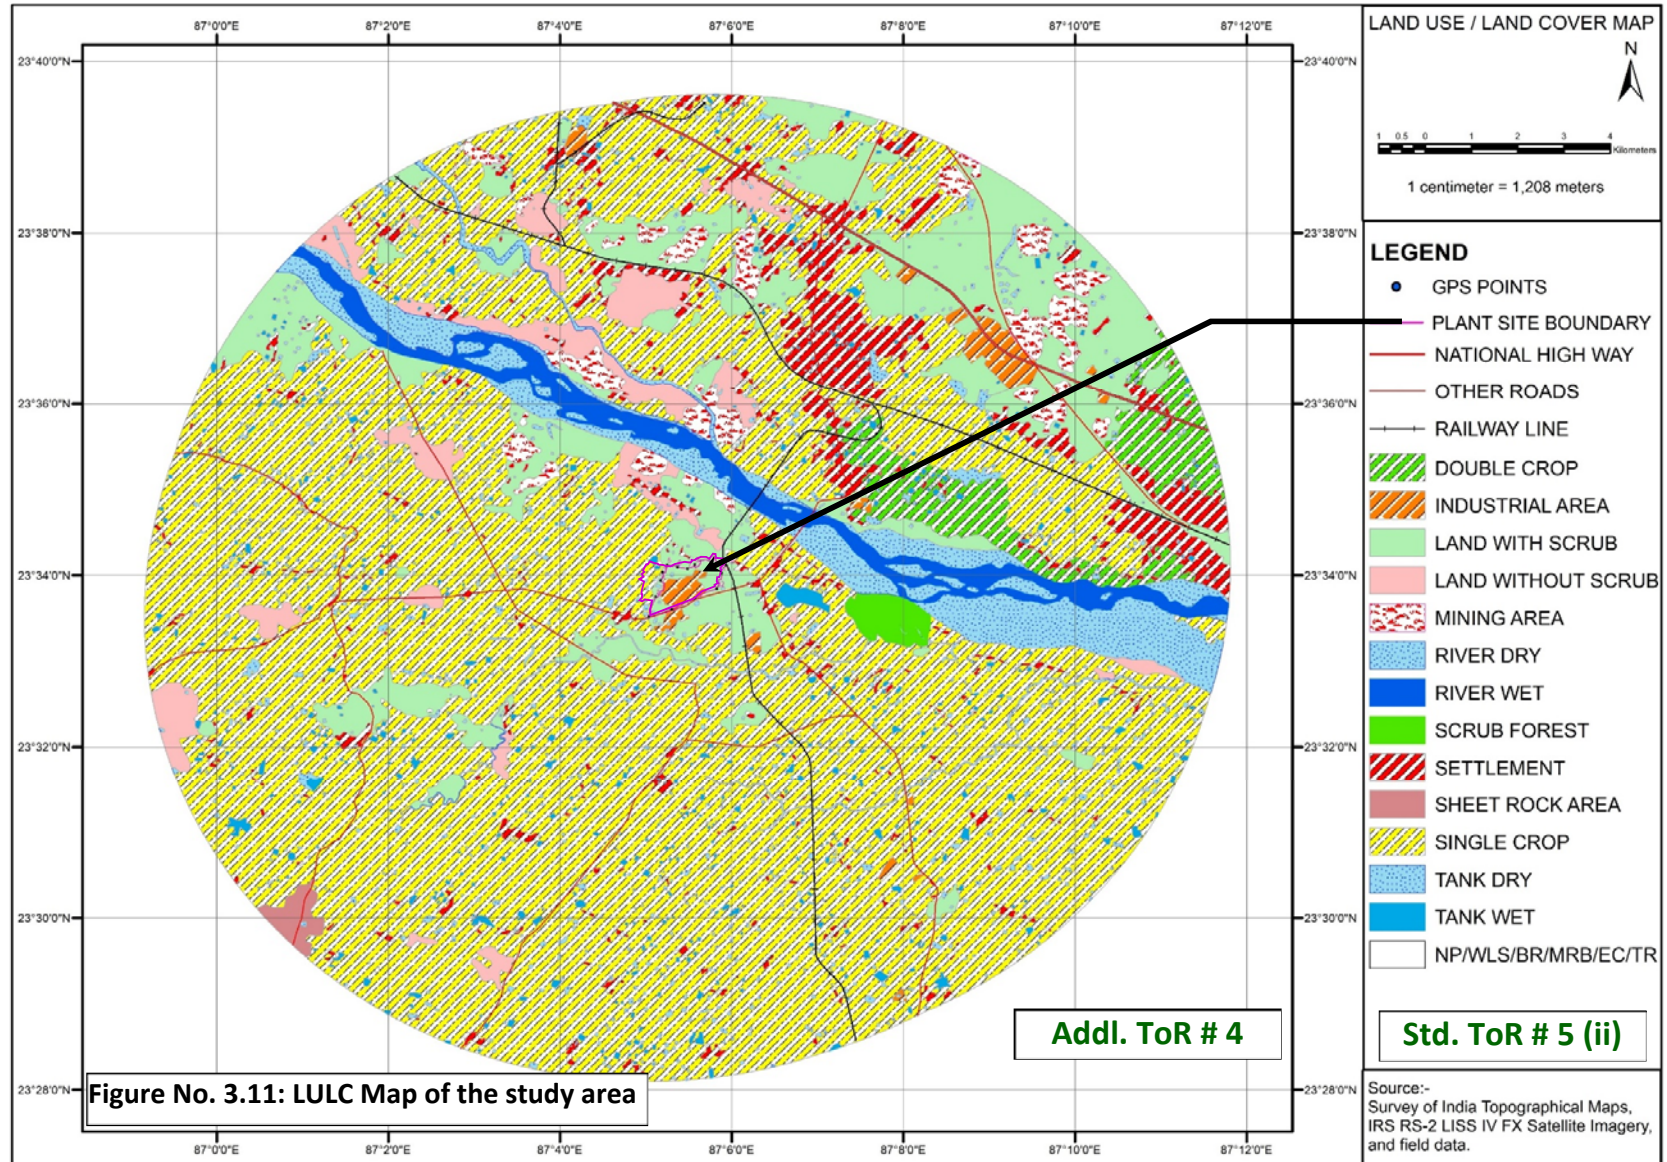 87°0'0"E 87°2'0"E 87°4'0"E 87°6'0"E 87°8'0"E 87°10'0"E 87°12'0"E
23°40'0"N 23°40'0"N
23°38'0"N 23°38'0"N
23°36'0"N 23°36'0"N
23°34'0"N 23°34'0"N
23°32'0"N 23°32'0"N
23°30'0"N 23°30'0"N
23°28'0"N 23°28'0"N
87°0'0"E 87°2'0"E 87°4'0"E 87°6'0"E 87°8'0"E 87°10'0"E 87°12'0"E
Addl. ToR # 4
Figure No. 3.11: LULC Map of the study area
LAND USE / LAND COVER MAP
N
1 0.5 0 1 2 3 4
Kilometers
1 centimeter = 1,208 meters
LEGEND
GPS POINTS
PLANT SITE BOUNDARY
NATIONAL HIGH WAY
OTHER ROADS
RAILWAY LINE
DOUBLE CROP
INDUSTRIAL AREA
LAND WITH SCRUB
LAND WITHOUT SCRUB
MINING AREA
RIVER DRY
RIVER WET
SCRUB FOREST
SETTLEMENT
SHEET ROCK AREA
SINGLE CROP
TANK DRY
TANK WET
NP/WLS/BR/MRB/EC/TR
Std. ToR # 5 (ii)
Source:-
Survey of India Topographical Maps,
IRS RS-2 LISS IV FX Satellite Imagery,
and field data.